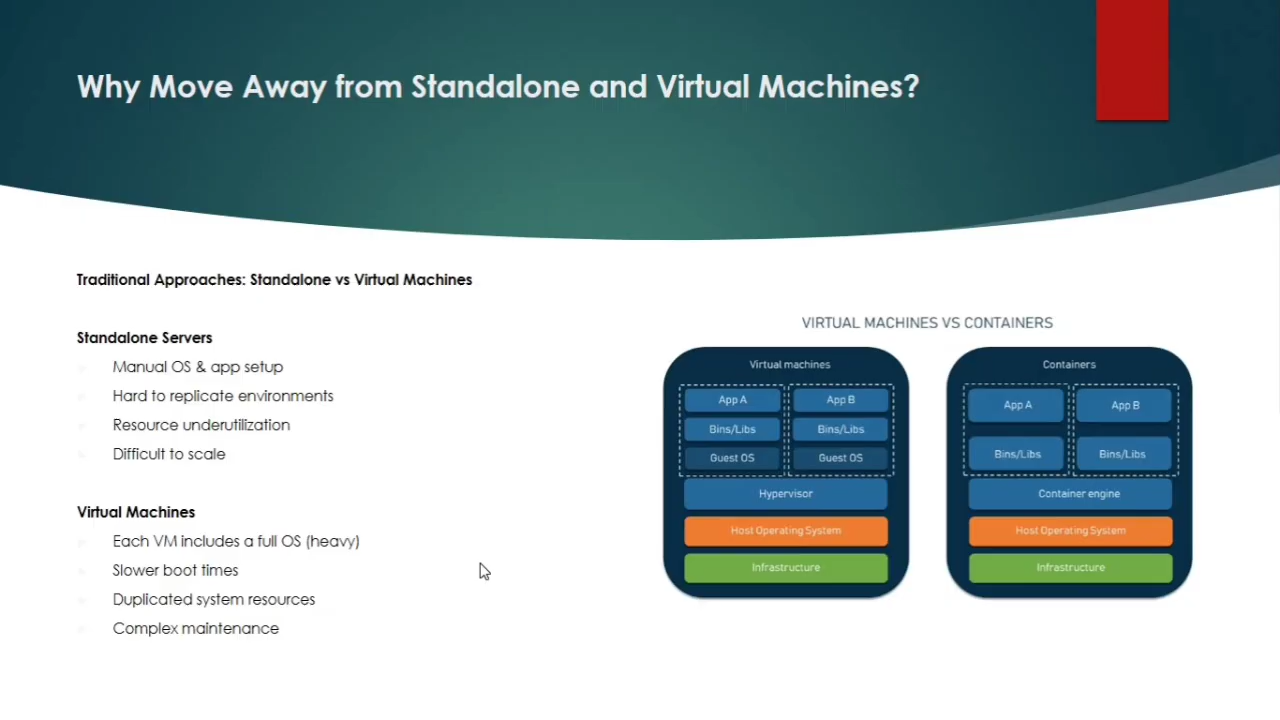 Why Move Away from Standalone and Virtual Machines?
Traditional Approaches: Standalone vs Virtual Machines
Standalone Servers
Manual OS & app setup
Hard to replicate environments
Resource underutilization
Difficult to scale
Virtual Machines
Each VM includes a full OS (heavy)
Slower boot times
Duplicated system resources
Complex maintenance
VIRTUAL MACHINES VS CONTAINERS
Virtual machines
App A App B
Bins/Libs Bins/Libs
Guest OS Guest OS
Hypervisor
Host Operating System
Infrastructure
Containers
App A App B
Bins/Libs Bins/Libs
Container engine
Host Operating System
Infrastructure